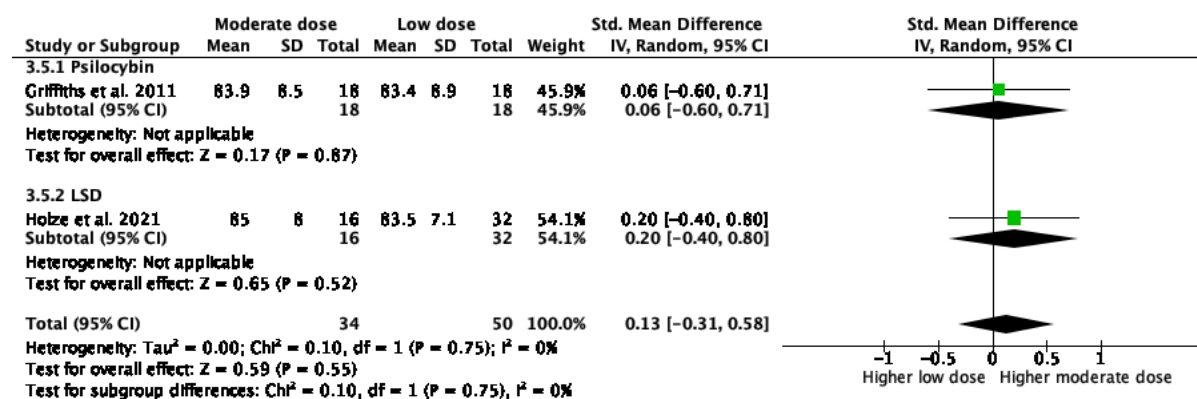 Moderate dose Low dose Std. Mean Difference Std. Mean Difference
Study or Subgroup Mean SD Total Mean SD Total Weight IV, Random, 95% CI IV, Random, 95% CI
3.5.1 Psilocybin
Griffiths et al. 2011 83.9 8.5 18 83.4 8.9 18 45.9% 0.06 [−0.60, 0.71]
Subtotal (95% CI) 18 18 45.9% 0.06 [−0.60, 0.71]
Heterogeneity: Not applicable
Test for overall effect: Z = 0.17 (P = 0.87)
3.5.2 LSD
Holze et al. 2021 85 8 16 83.5 7.1 32 54.1% 0.20 [−0.40, 0.80]
Subtotal (95% CI) 16 32 54.1% 0.20 [−0.40, 0.80]
Heterogeneity: Not applicable
Test for overall effect: Z = 0.65 (P = 0.52)
Total (95% CI) 34 50 100.0% 0.13 [−0.31, 0.58]
Heterogeneity: Tau² = 0.00; Chi² = 0.10, df = 1 (P = 0.75); I² = 0%
Test for overall effect: Z = 0.59 (P = 0.55)
Test for subgroup differences: Chi² = 0.10, df = 1 (P = 0.75), I² = 0%
−1 −0.5 0 0.5 1
Higher low dose Higher moderate dose